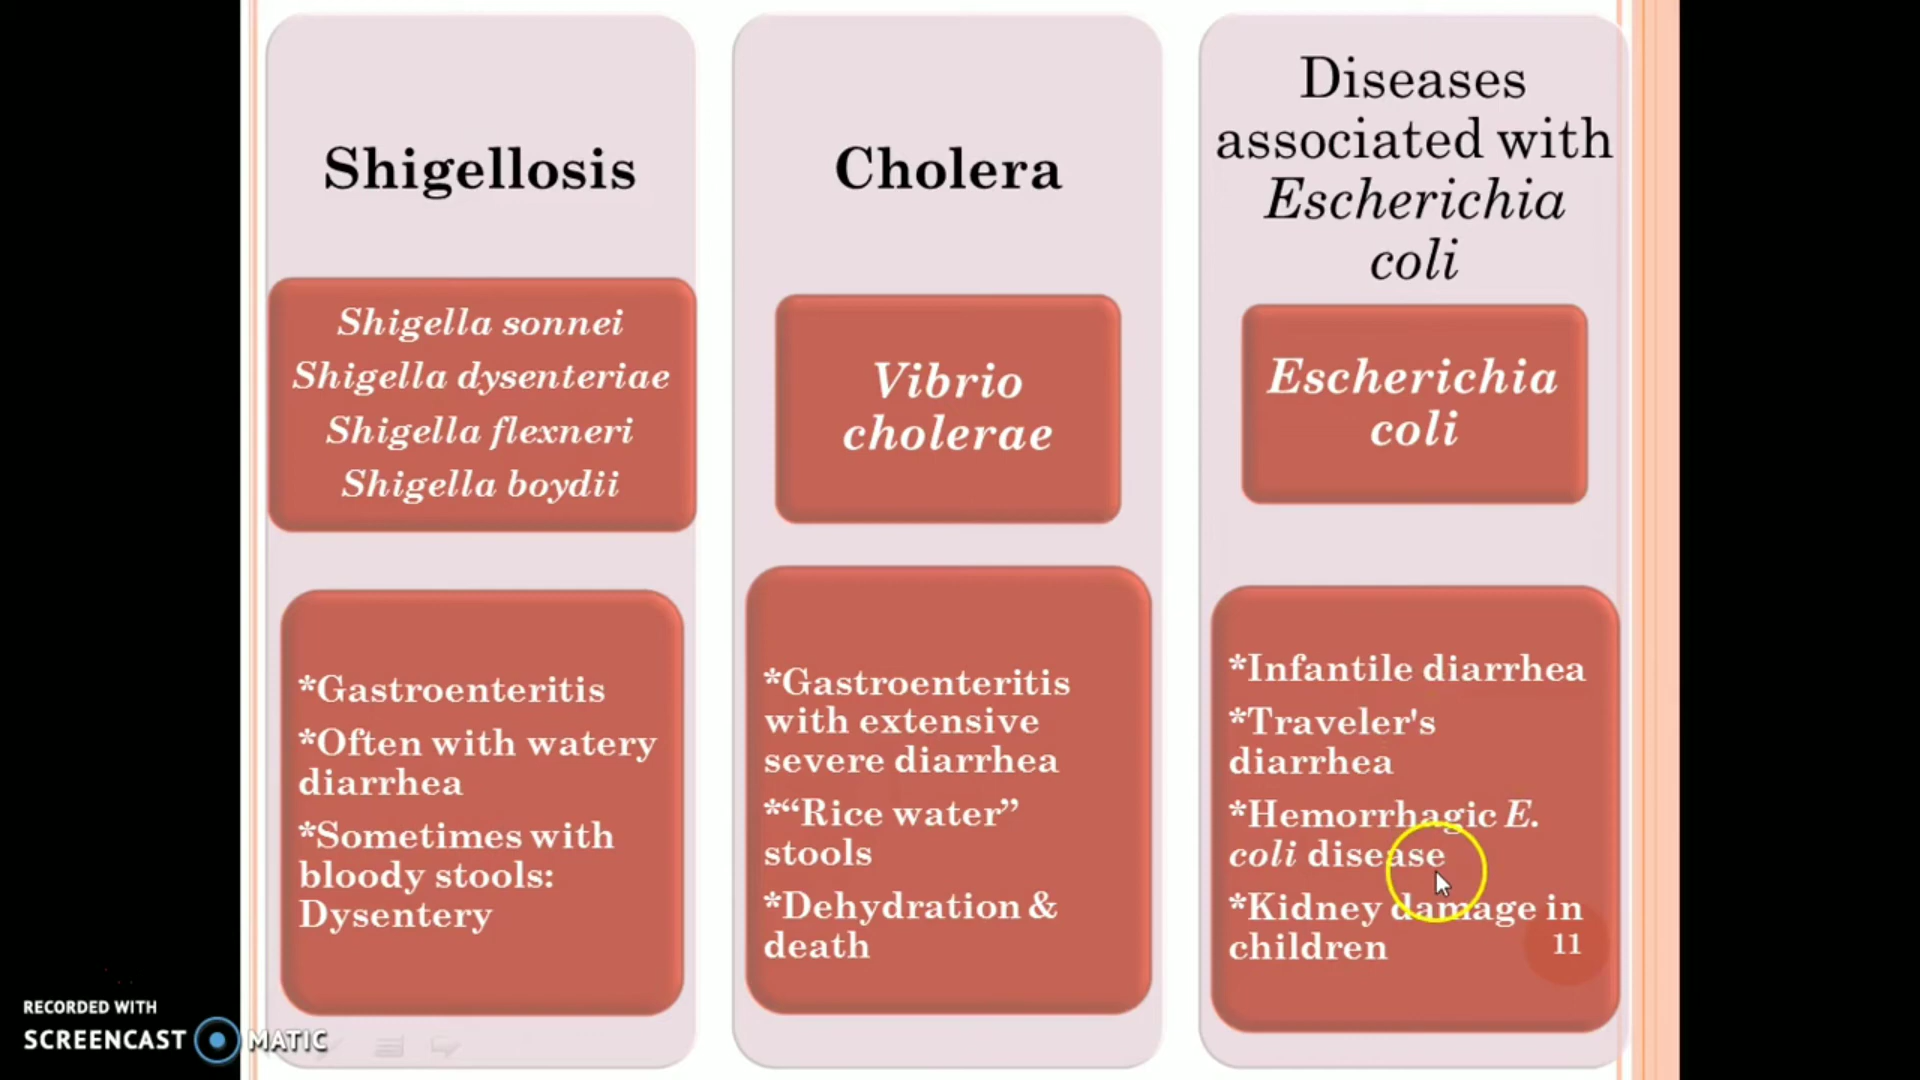 Shigellosis
Shigella sonnei
Shigella dysenteriae
Shigella flexneri
Shigella boydii
*Gastroenteritis
*Often with watery
diarrhea
*Sometimes with
bloody stools:
Dysentery
Cholera
Vibrio
cholerae
*Gastroenteritis
with extensive
severe diarrhea
*“Rice water”
stools
*Dehydration &
death
Diseases
associated with
Escherichia
coli
Escherichia
coli
*Infantile diarrhea
*Traveler's
diarrhea
*Hemorrhagic E.
coli disease
*Kidney damage in
children
11
RECORDED WITH
SCREENCAST MATIC